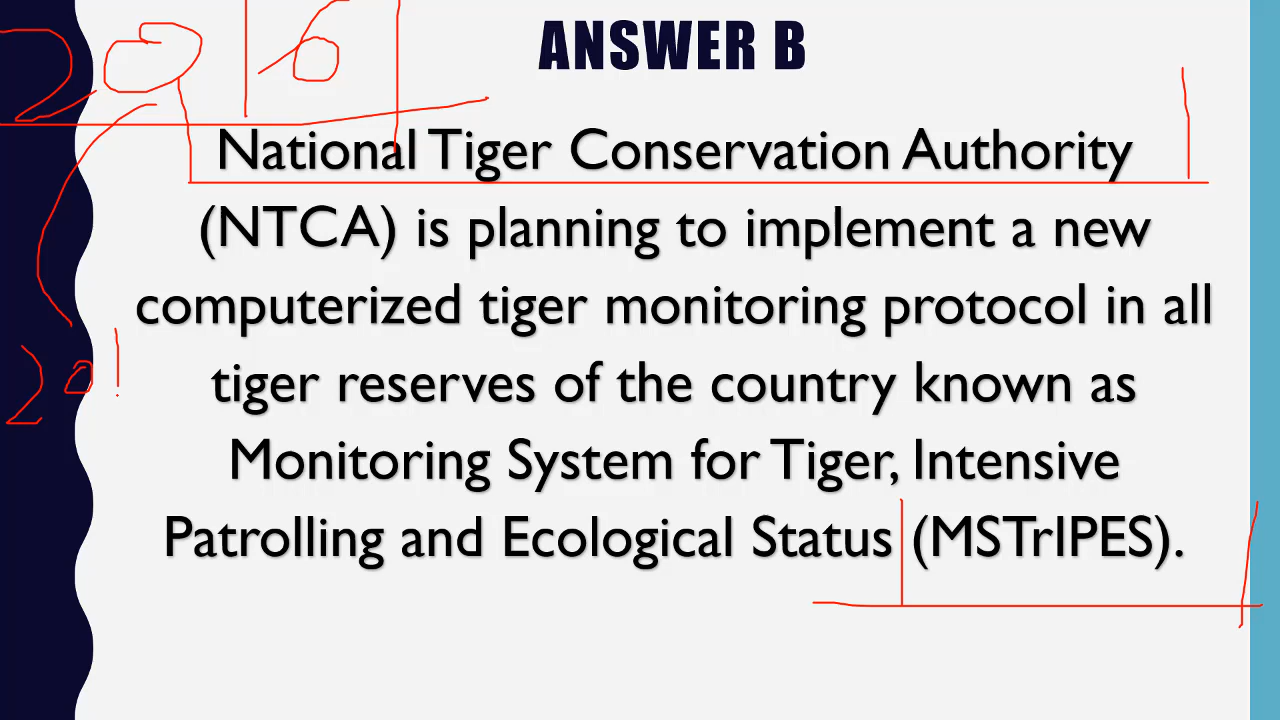 ANSWER B
National Tiger Conservation Authority
(NTCA) is planning to implement a new
computerized tiger monitoring protocol in all
tiger reserves of the country known as
Monitoring System for Tiger, Intensive
Patrolling and Ecological Status (MSTrIPES).
201